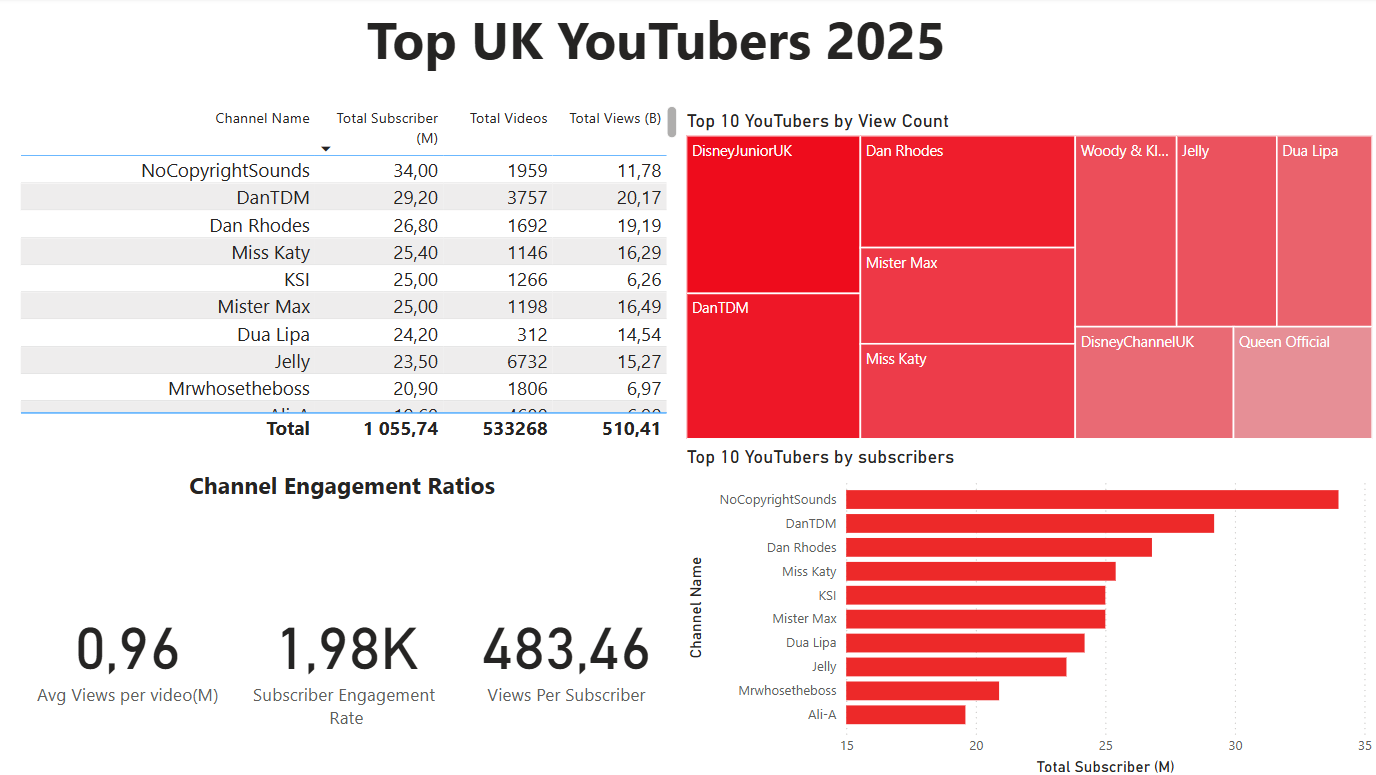 Top UK YouTubers 2025
Channel Name Total Subscriber (M) Total Videos Total Views (B)
NoCopyrightSounds 34,00 1959 11,78
DanTDM 29,20 3757 20,17
Dan Rhodes 26,80 1692 19,19
Miss Katy 25,40 1146 16,29
KSI 25,00 1266 6,26
Mister Max 25,00 1198 16,49
Dua Lipa 24,20 312 14,54
Jelly 23,50 6732 15,27
Mrwhosetheboss 20,90 1806 6,97
Ali-A
Total 1 055,74 533268 510,41
Channel Engagement Ratios
0,96
Avg Views per video(M)
1,98K
Subscriber Engagement
Rate
483,46
Views Per Subscriber
Top 10 YouTubers by View Count
DisneyJuniorUK
DanTDM
Dan Rhodes
Mister Max
Miss Katy
Woody & Kl...
Jelly
Dua Lipa
DisneyChannelUK
Queen Official
Top 10 YouTubers by subscribers
Channel Name
NoCopyrightSounds
DanTDM
Dan Rhodes
Miss Katy
KSI
Mister Max
Dua Lipa
Jelly
Mrwhosetheboss
Ali-A
15 20 25 30 35
Total Subscriber (M)